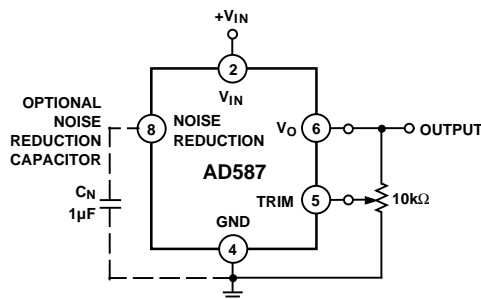 +VIN
2
VIN
OPTIONAL
NOISE
REDUCTION
CAPACITOR
8
NOISE
REDUCTION
VO
6
OUTPUT
AD587
CN
1µF
TRIM
5
10kΩ
GND
4